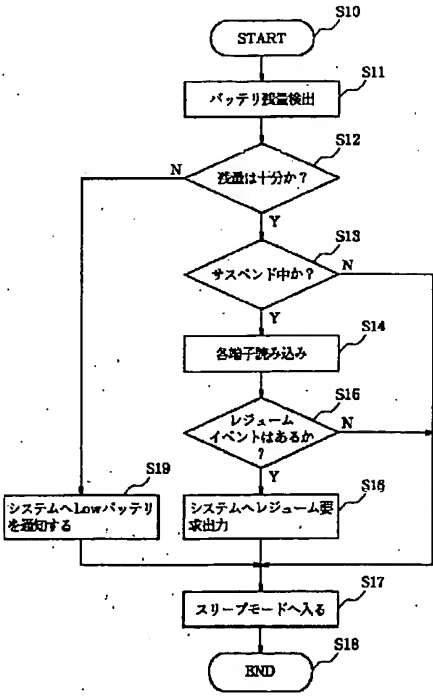 S10
START
S11
バッテリ残量検出
S12
残量は十分か？
N
Y
S13
サスペンド中か？
N
Y
S14
各端子読み込み
S15
レジューム
イベントはあるか
？
N
Y
S19
システムへLowバッテリ
を通知する
S16
システムへレジューム要
求出力
S17
スリープモードへ入る
S18
END